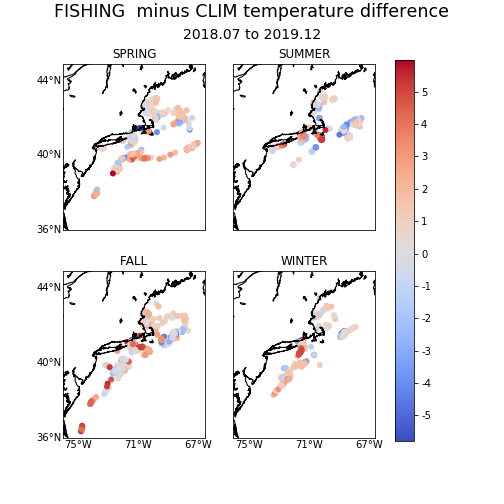 FISHING  minus CLIM temperature difference
2018.07 to 2019.12
SPRING
SUMMER
44°N
40°N
36°N
FALL
WINTER
44°N
40°N
36°N
75°W
71°W
67°W
75°W
71°W
67°W
5
4
3
2
1
0
-1
-2
-3
-4
-5